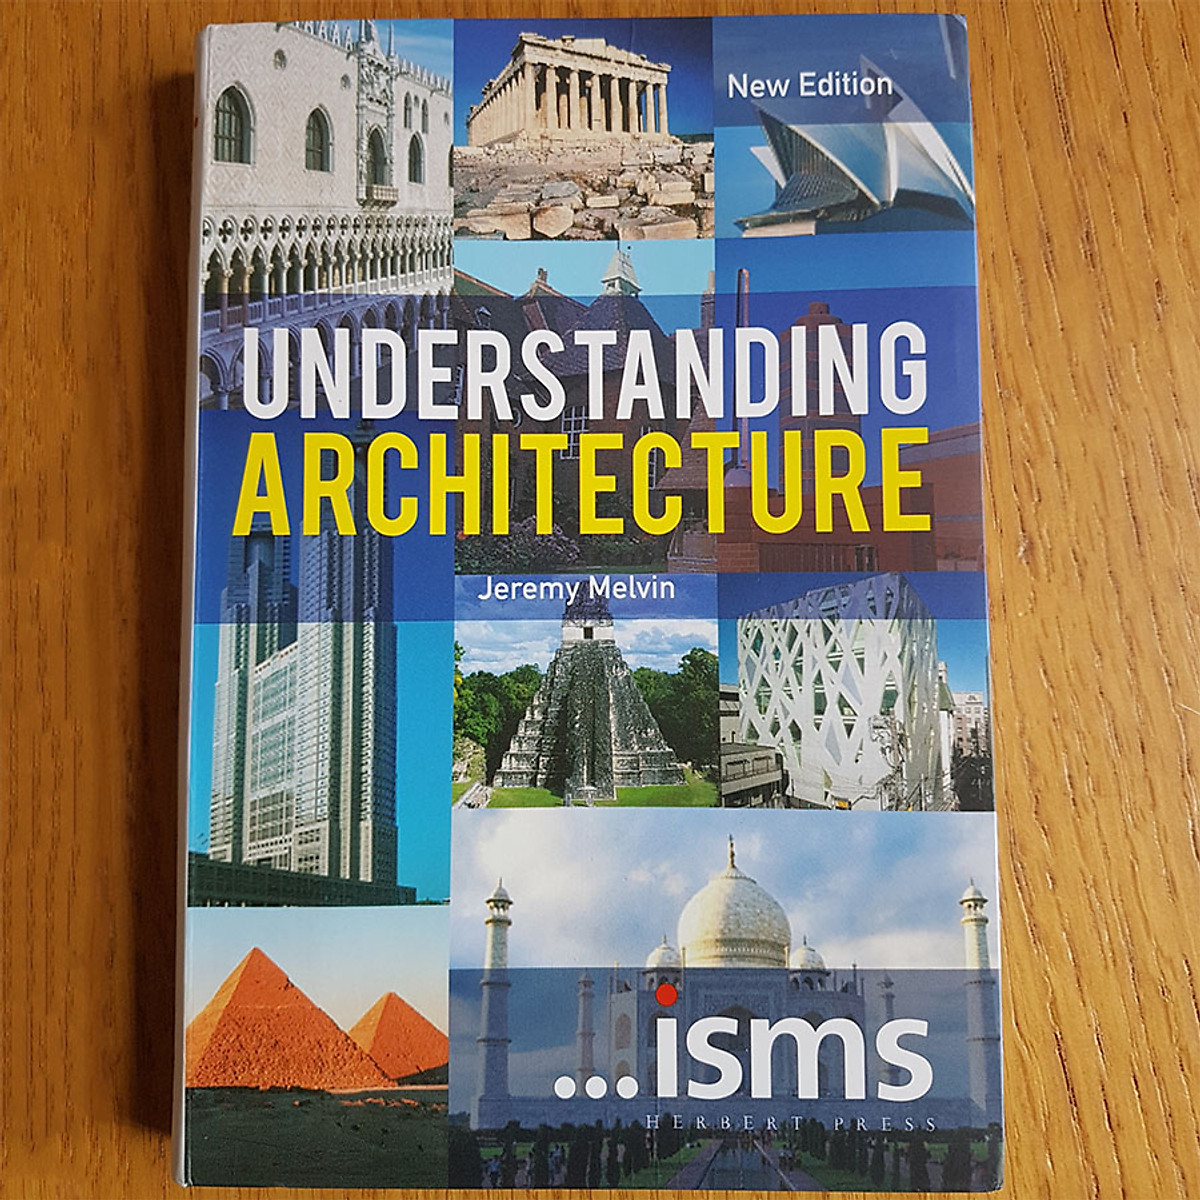 New Edition
UNDERSTANDING
ARCHITECTURE
Jeremy Melvin
...isms
HERBERT PRESS